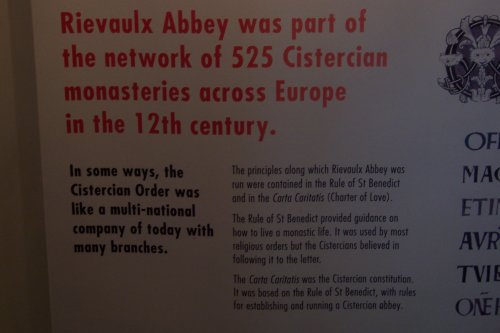 Rievaulx Abbey was part of
the network of 525 Cistercian
monasteries across Europe
in the 12th century.
In some ways, the
Cistercian Order was
like a multi-national
company of today with
many branches.
The principles along which Rievaulx Abbey was
run were contained in the Rule of St Benedict
and in the Carta Caritatis (Charter of Love).
The Rule of St Benedict provided guidance on
how to live a monastic life. It was used by most
religious orders but the Cistercians believed in
following it to the letter.
The Carta Caritatis was the Cistercian constitution.
It was based on the Rule of St Benedict, with rules
for establishing and running a Cistercian abbey.
OFF
MAG
ETIN
AVR
TVIE